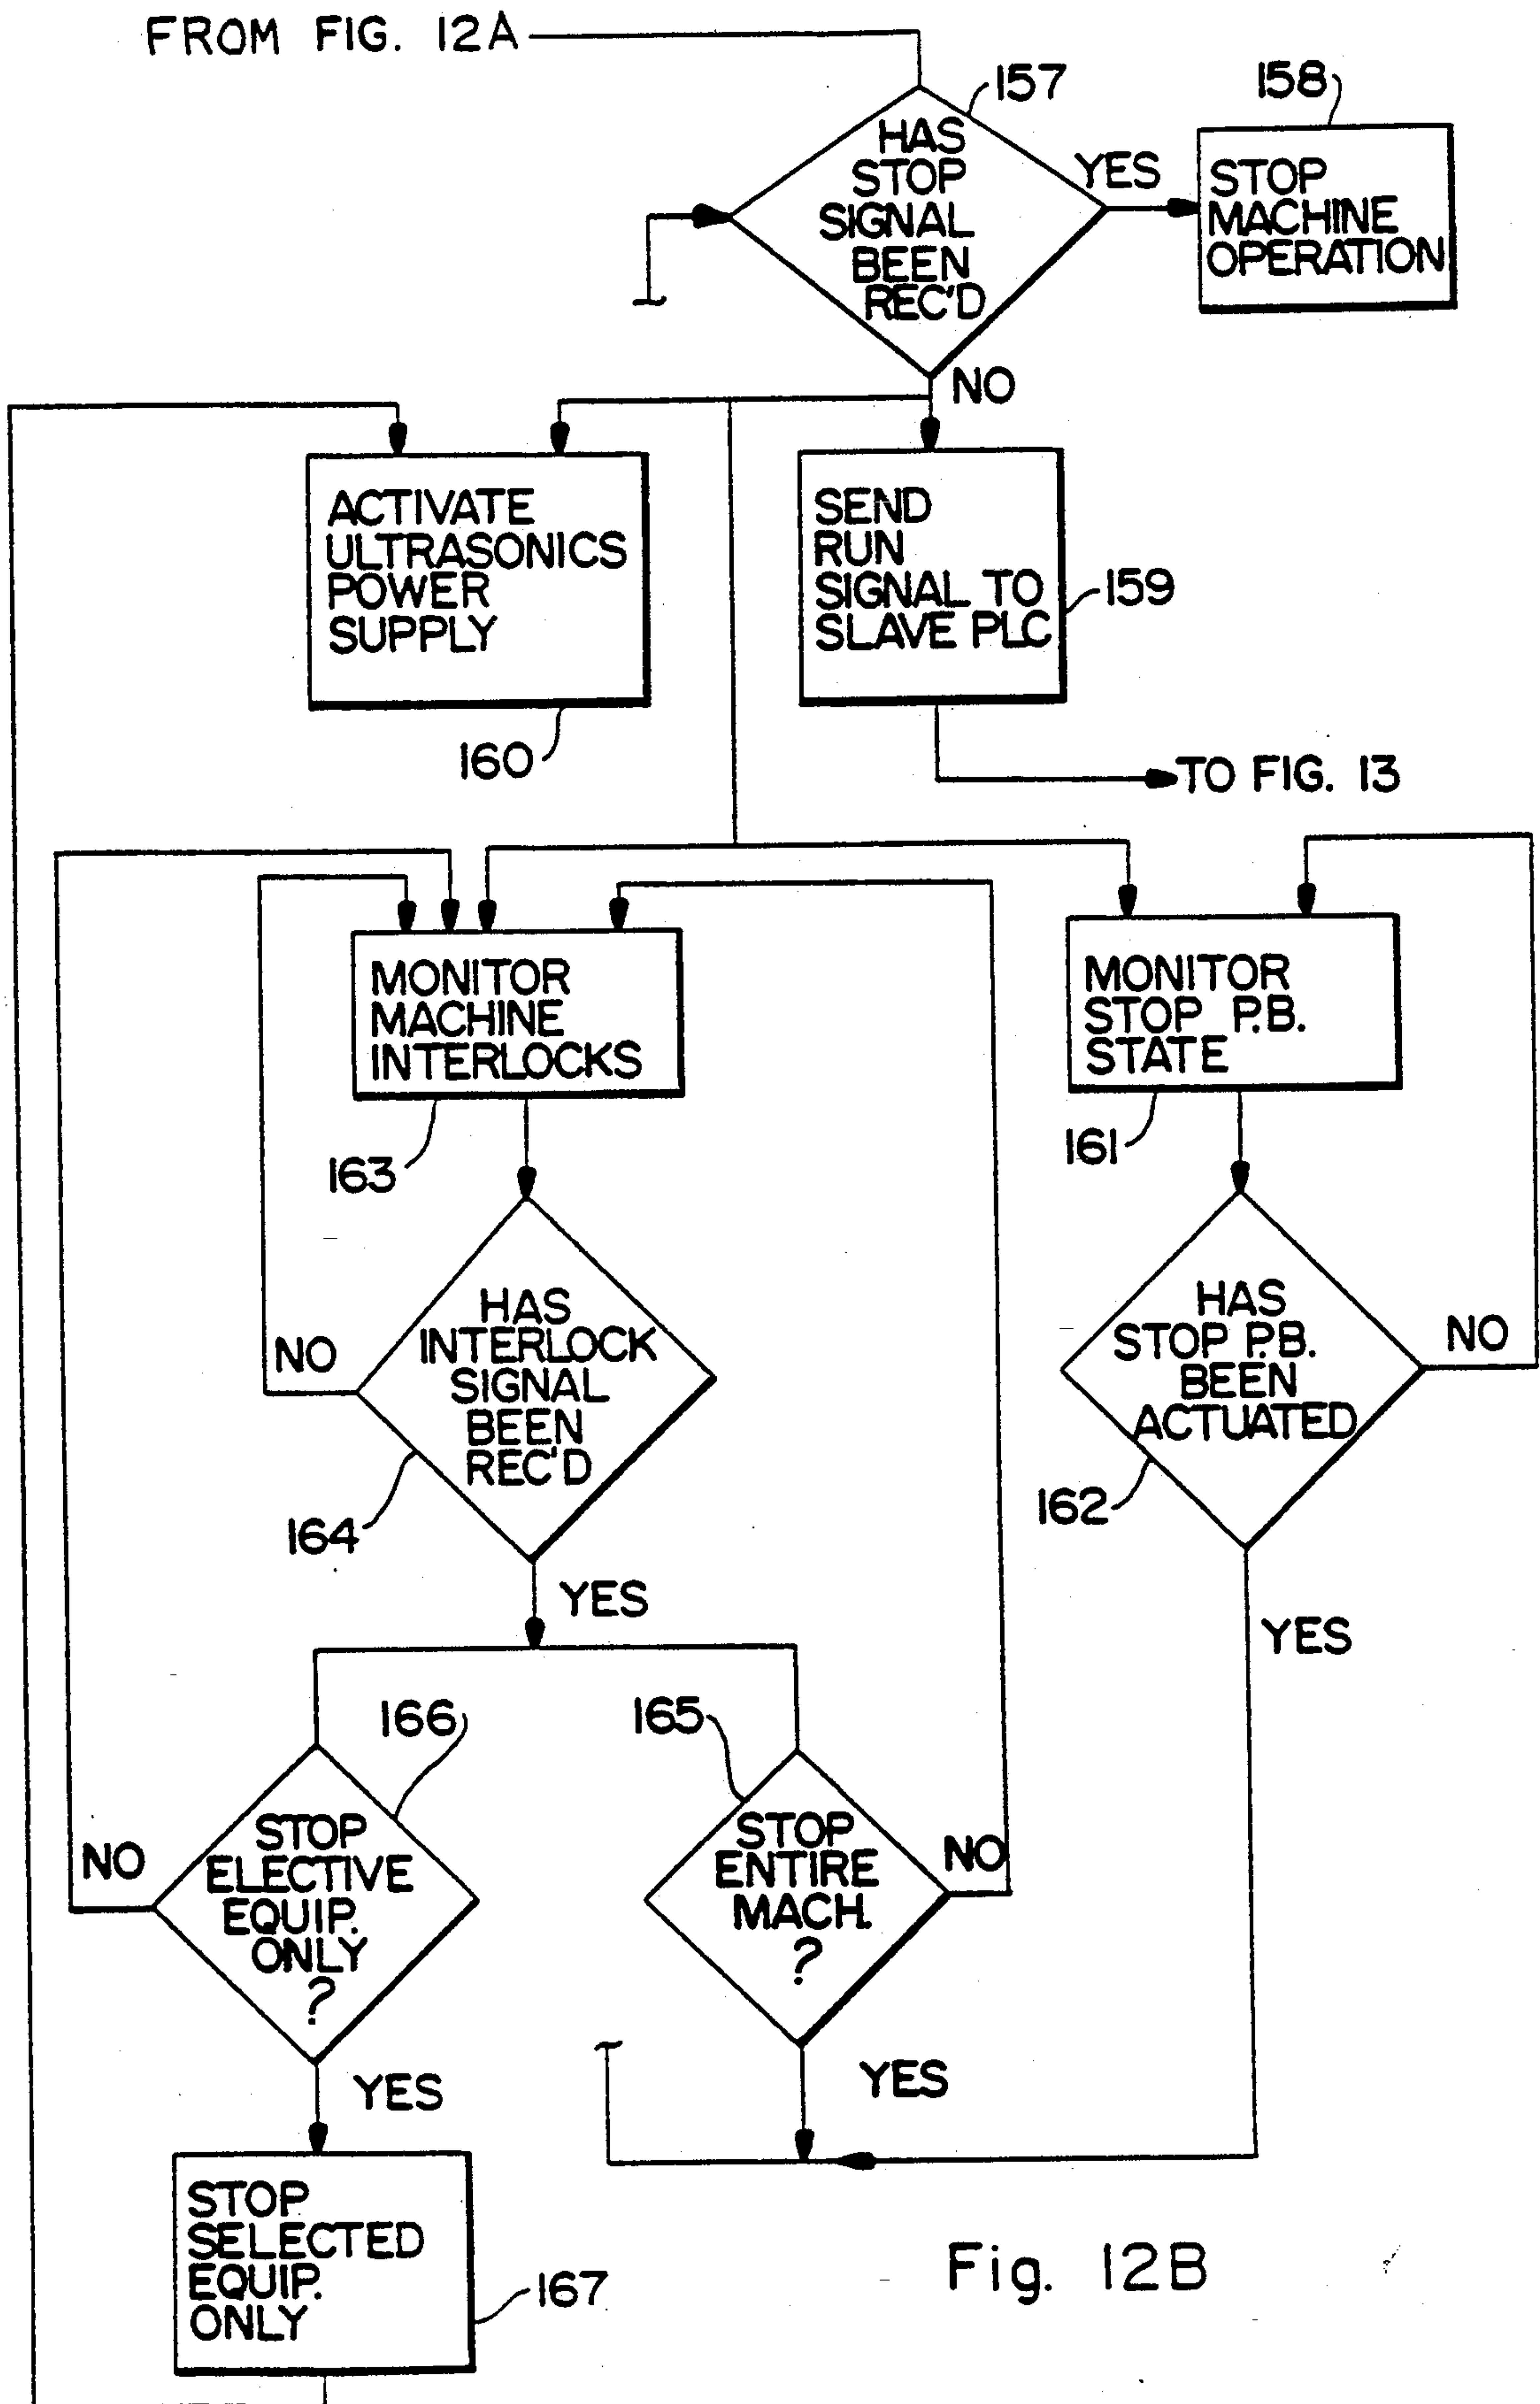 FROM FIG. 12A
157
158
HAS
STOP
SIGNAL
BEEN
REC'D
YES
STOP
MACHINE
OPERATION
NO
ACTIVATE
ULTRASONICS
POWER
SUPPLY
160
SEND
RUN
SIGNAL TO
SLAVE PLC
159
TO FIG. 13
MONITOR
MACHINE
INTERLOCKS
163
MONITOR
STOP P.B.
STATE
161
HAS
INTERLOCK
SIGNAL
BEEN
REC'D
NO
164
YES
HAS
STOP P.B.
BEEN
ACTUATED
NO
162
YES
166
165
STOP
ELECTIVE
EQUIP.
ONLY
?
NO
YES
STOP
ENTIRE
MACH.
?
NO
YES
STOP
SELECTED
EQUIP.
ONLY
167
Fig. 12B